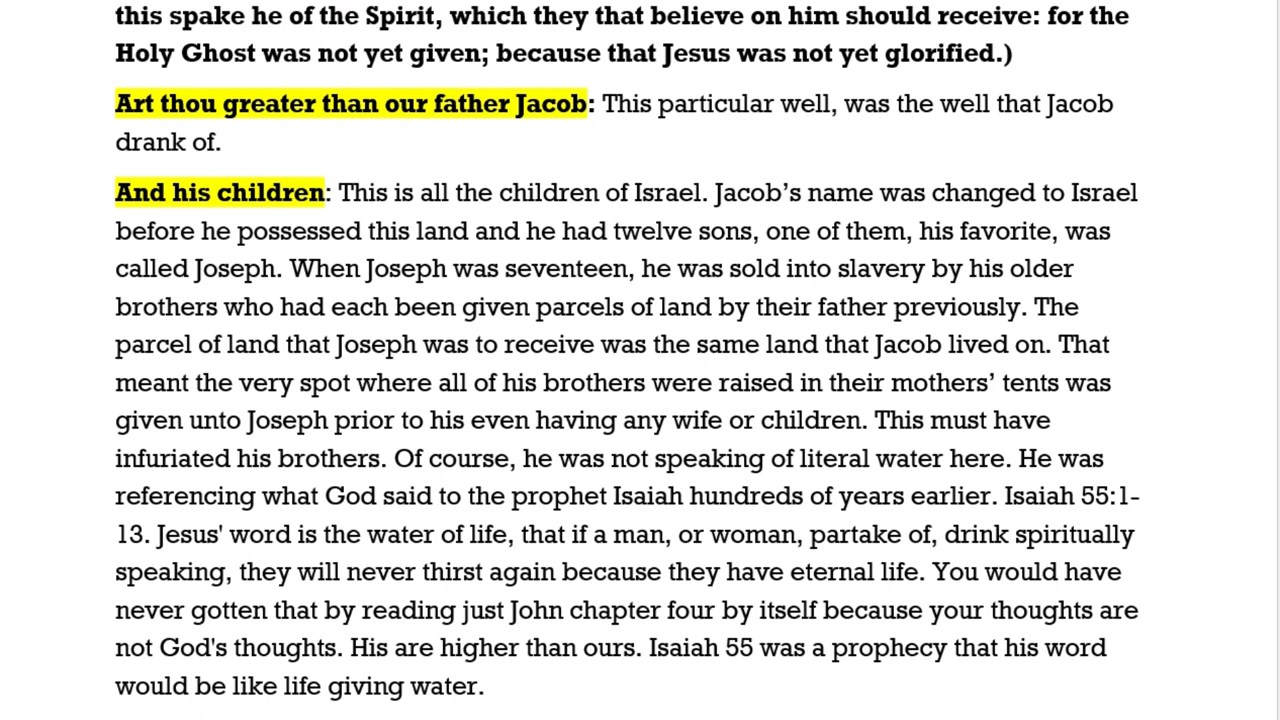 this spake he of the Spirit, which they that believe on him should receive: for the
Holy Ghost was not yet given; because that Jesus was not yet glorified.)
Art thou greater than our father Jacob: This particular well, was the well that Jacob
drank of.
And his children: This is all the children of Israel. Jacob’s name was changed to Israel
before he possessed this land and he had twelve sons, one of them, his favorite, was
called Joseph. When Joseph was seventeen, he was sold into slavery by his older
brothers who had each been given parcels of land by their father previously. The
parcel of land that Joseph was to receive was the same land that Jacob lived on. That
meant the very spot where all of his brothers were raised in their mothers’ tents was
given unto Joseph prior to his even having any wife or children. This must have
infuriated his brothers. Of course, he was not speaking of literal water here. He was
referencing what God said to the prophet Isaiah hundreds of years earlier. Isaiah 55:1-
13. Jesus' word is the water of life, that if a man, or woman, partake of, drink spiritually
speaking, they will never thirst again because they have eternal life. You would have
never gotten that by reading just John chapter four by itself because your thoughts are
not God's thoughts. His are higher than ours. Isaiah 55 was a prophecy that his word
would be like life giving water.